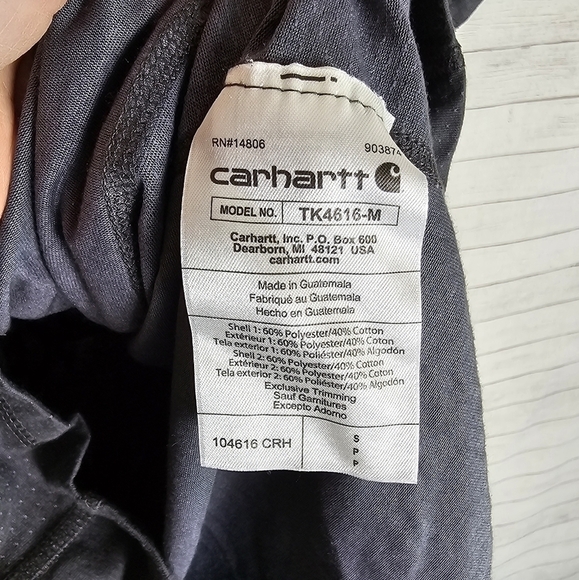 RN#14806 903874
carhartt
MODEL NO. TK4616-M
Carhartt, Inc. P.O. Box 600
Dearborn, MI 48121 USA
carhartt.com
Made in Guatemala
Fabriqué au Guatemala
Hecho en Guatemala
Shell 1: 60% Polyester/40% Cotton
Extérieur 1: 60% Polyester/40% Coton
Tela exterior 1: 60% Poliéster/40% Algodón
Shell 2: 60% Polyester/40% Cotton
Extérieur 2: 60% Polyester/40% Coton
Tela exterior 2: 60% Poliéster/40% Algodón
Exclusive Trimming
Sauf Garnitures
Excepto Adorno
104616 CRH
S
P
P